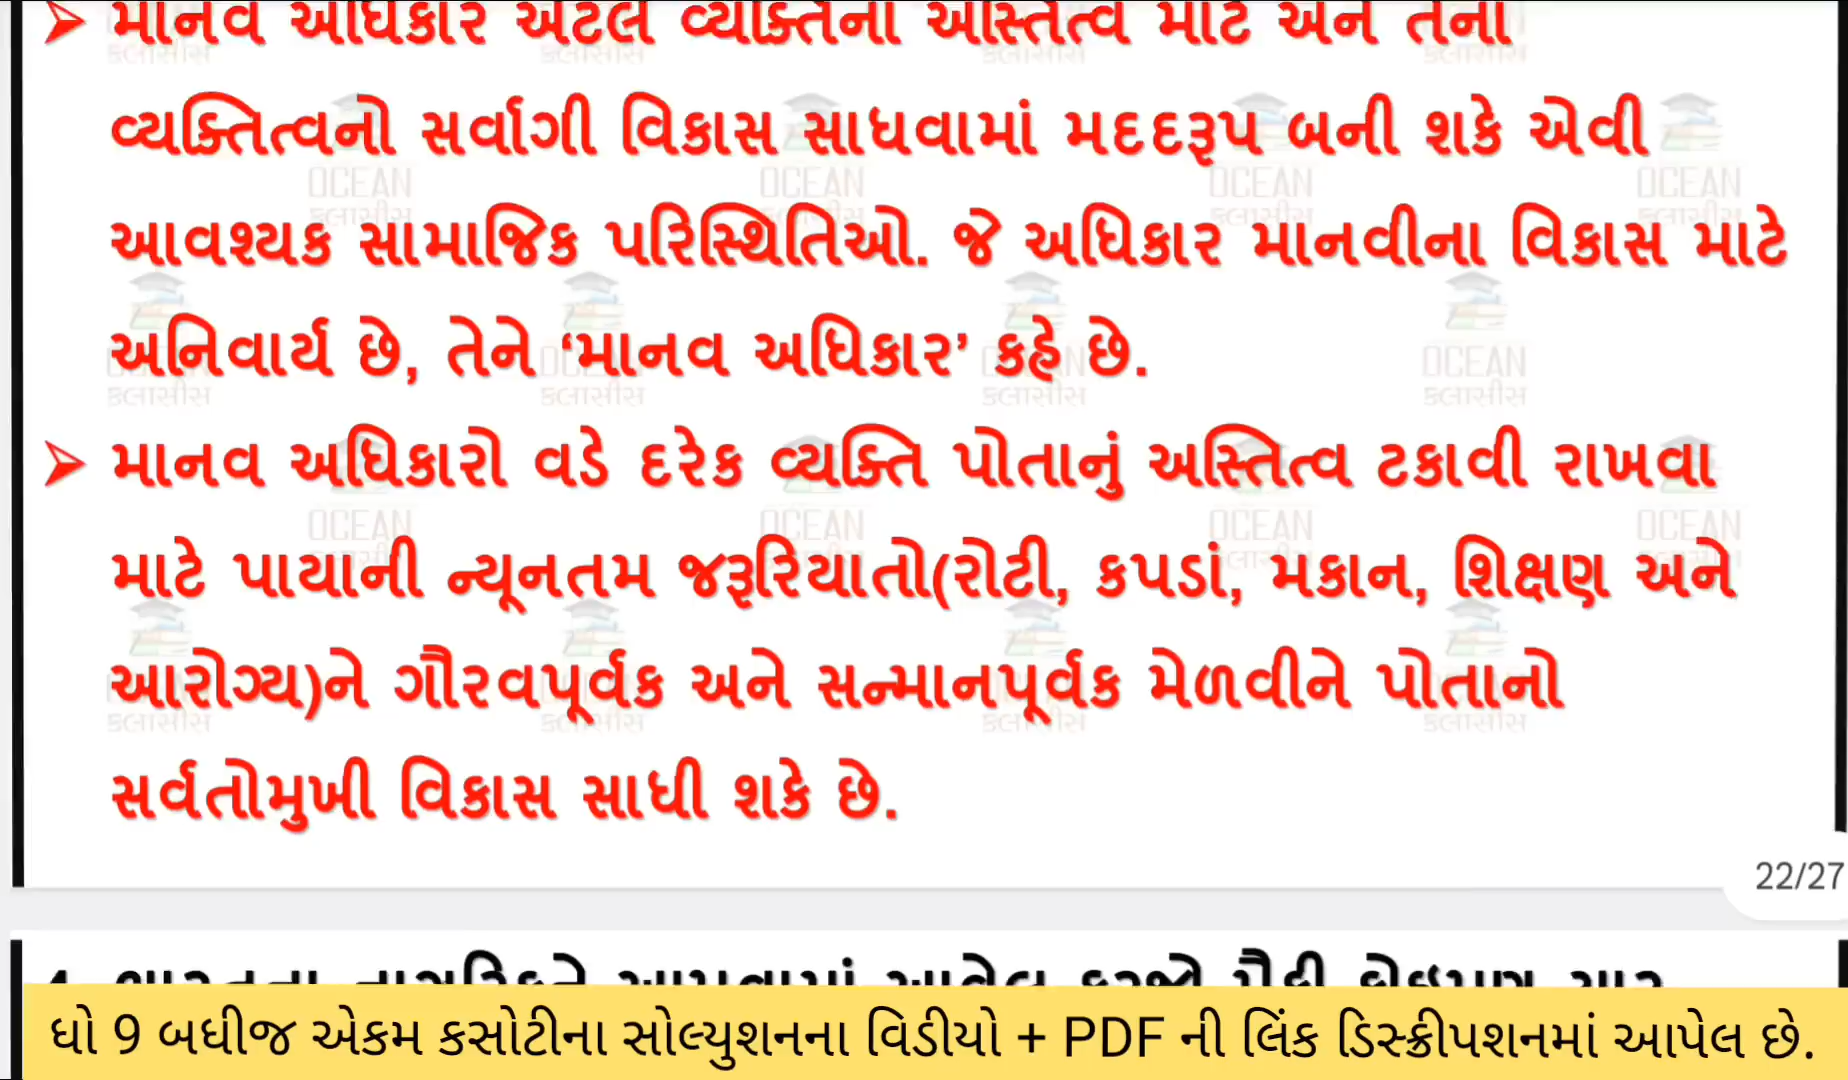 ➤ માનવ અધિકાર એટલે વ્યક્તિના અસ્તિત્વ માટે અને તેના
વ્યક્તિત્વનો સર્વાગી વિકાસ સાધવામાં મદદરૂપ બની શકે એવી
આવશ્યક સામાજિક પરિસ્થિતિઓ. જે અધિકાર માનવીના વિકાસ માટે
અનિવાર્ય છે, તેને ‘માનવ અધિકાર’ કહે છે.
➤ માનવ અધિકારો વડે દરેક વ્યક્તિ પોતાનું અસ્તિત્વ ટકાવી રાખવા
માટે પાયાની ન્યૂનતમ જરૂરિયાતો(રોટી, કપડાં, મકાન, શિક્ષણ અને
આરોગ્ય)ને ગૌરવપૂર્વક અને સન્માનપૂર્વક મેળવીને પોતાનો
સર્વતોમુખી વિકાસ સાધી શકે છે.
22/27
ધો 9 બધીજ એકમ કસોટીના સોલ્યુશનના વિડીયો + PDF ની લિંક ડિસ્ક્રીપશનમાં આપેલ છે.
OCEAN
ક્લાસીસ